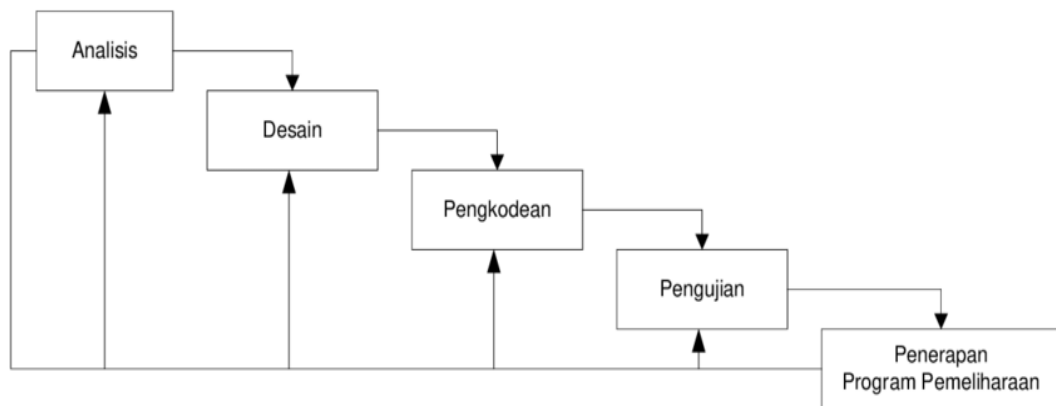 Analisis
Desain
Pengkodean
Pengujian
Penerapan
Program Pemeliharaan